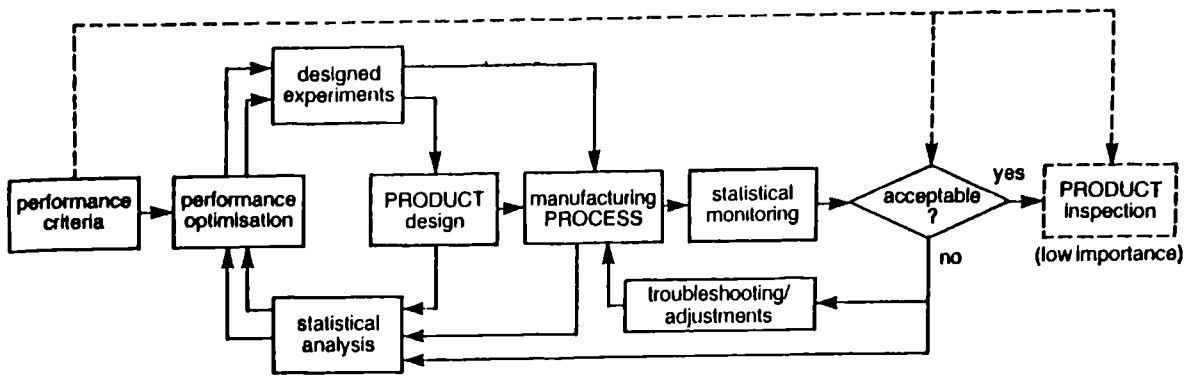 designed
experiments
performance
criteria
performance
optimisation
PRODUCT
design
manufacturing
PROCESS
statistical
monitoring
acceptable
?
yes
no
PRODUCT
inspection
(low importance)
troubleshooting/
adjustments
statistical
analysis